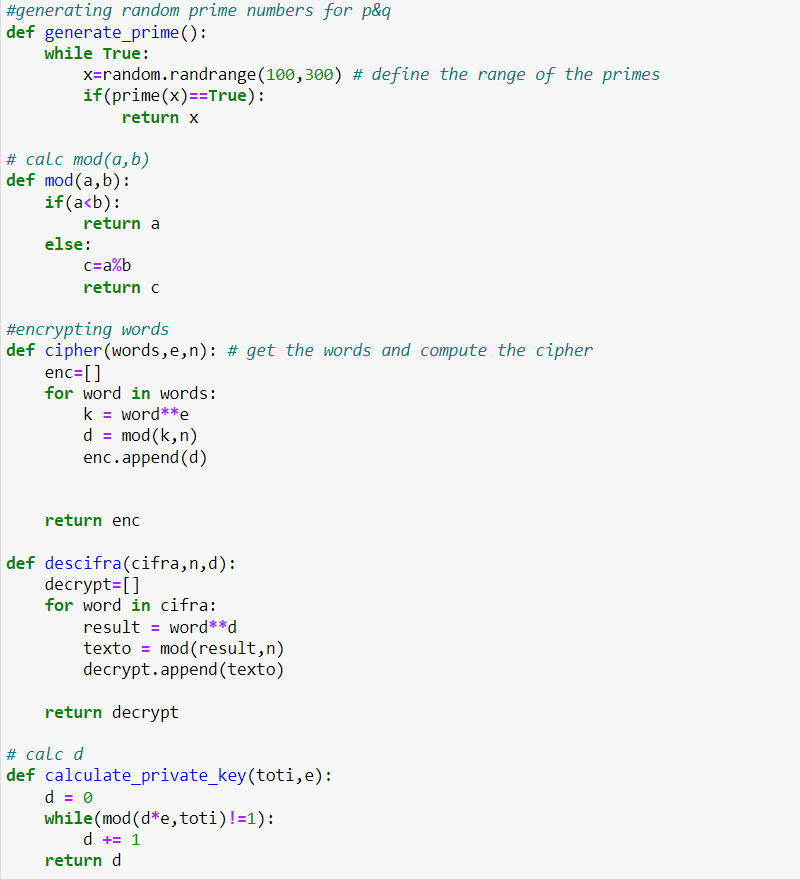 #generating random prime numbers for p&q
def generate_prime():
    while True:
        x=random.randrange(100,300) # define the range of the primes
        if(prime(x)==True):
            return x

# calc mod(a,b)
def mod(a,b):
    if(a<b):
        return a
    else:
        c=a%b
        return c

#encrypting words
def cipher(words,e,n): # get the words and compute the cipher
    enc=[]
    for word in words:
        k = word**e
        d = mod(k,n)
        enc.append(d)


    return enc

def descifra(cifra,n,d):
    decrypt=[]
    for word in cifra:
        result = word**d
        texto = mod(result,n)
        decrypt.append(texto)

    return decrypt

# calc d
def calculate_private_key(toti,e):
    d = 0
    while(mod(d*e,toti)!=1):
        d += 1
    return d